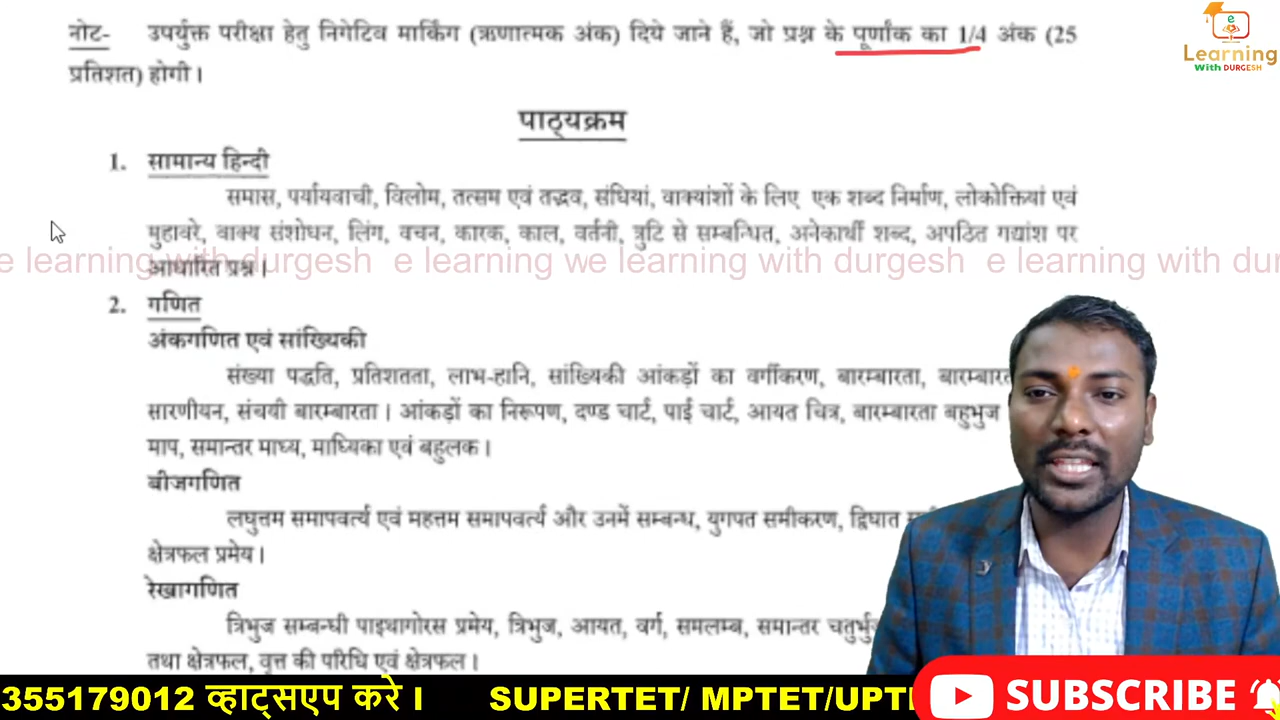 नोट- उपर्युक्त परीक्षा हेतु निगेटिव मार्किंग (ऋणात्मक अंक) दिये जाने हैं, जो प्रश्न के पूर्णांक का 1/4 अंक (25
प्रतिशत) होगी।
e
Learning
With DURGESH
पाठ्यक्रम
1. सामान्य हिन्दी
समास, पर्यायवाची, विलोम, तत्सम एवं तद्भव, संधियां, वाक्यांशों के लिए एक शब्द निर्माण, लोकोक्तियां एवं
मुहावरे, वाक्य संशोधन, लिंग, वचन, कारक, काल, वर्तनी, त्रुटि से सम्बन्धित, अनेकार्थी शब्द, अपठित गद्यांश पर
e learning with durgesh e learning we learning with durgesh e learning with dur
आधारित प्रश्न।
2. गणित
अंकगणित एवं सांख्यिकी
संख्या पद्धति, प्रतिशतता, लाभ-हानि, सांख्यिकी आंकड़ों का वर्गीकरण, बारम्बारता,
सारणीयन, संचयी बारम्बारता। आंकड़ों का निरूपण, दण्ड चार्ट, पाई चार्ट, आयत चित्र, बारम्बारता बहुभुज
माप, समान्तर माध्य, माध्यिका एवं बहुलक।
बीजगणित
लघुत्तम समापवर्त्य एवं महत्तम समापवर्त्य और उनमें सम्बन्ध, युगपत समीकरण, द्विघात
क्षेत्रफल प्रमेय।
रेखागणित
त्रिभुज सम्बन्धी पाइथागोरस प्रमेय, त्रिभुज, आयत, वर्ग, समलम्ब, समान्तर
तथा क्षेत्रफल, वृत्त की परिधि एवं क्षेत्रफल।
355179012 व्हाट्सएप करे। SUPERTET/ MPTET/UPT
SUBSCRIBE